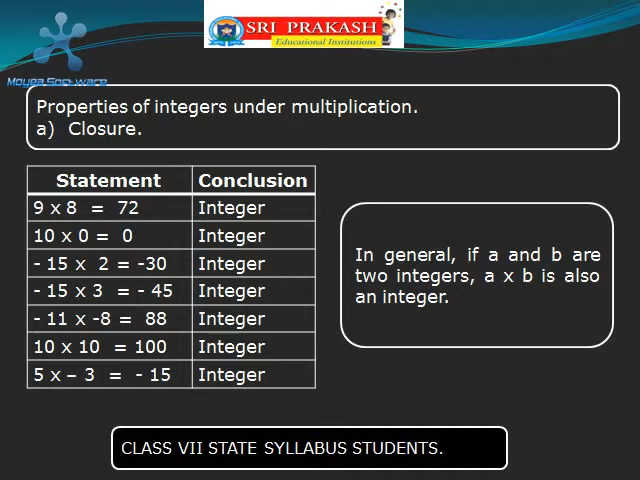 SRI PRAKASH
Educational Institutions
Moyea Software
Properties of integers under multiplication.
a) Closure.
Statement Conclusion
9 x 8 = 72 Integer
10 x 0 = 0 Integer
- 15 x 2 = -30 Integer
- 15 x 3 = - 45 Integer
- 11 x -8 = 88 Integer
10 x 10 = 100 Integer
5 x – 3 = - 15 Integer
In general, if a and b are
two integers, a x b is also
an integer.
CLASS VII STATE SYLLABUS STUDENTS.